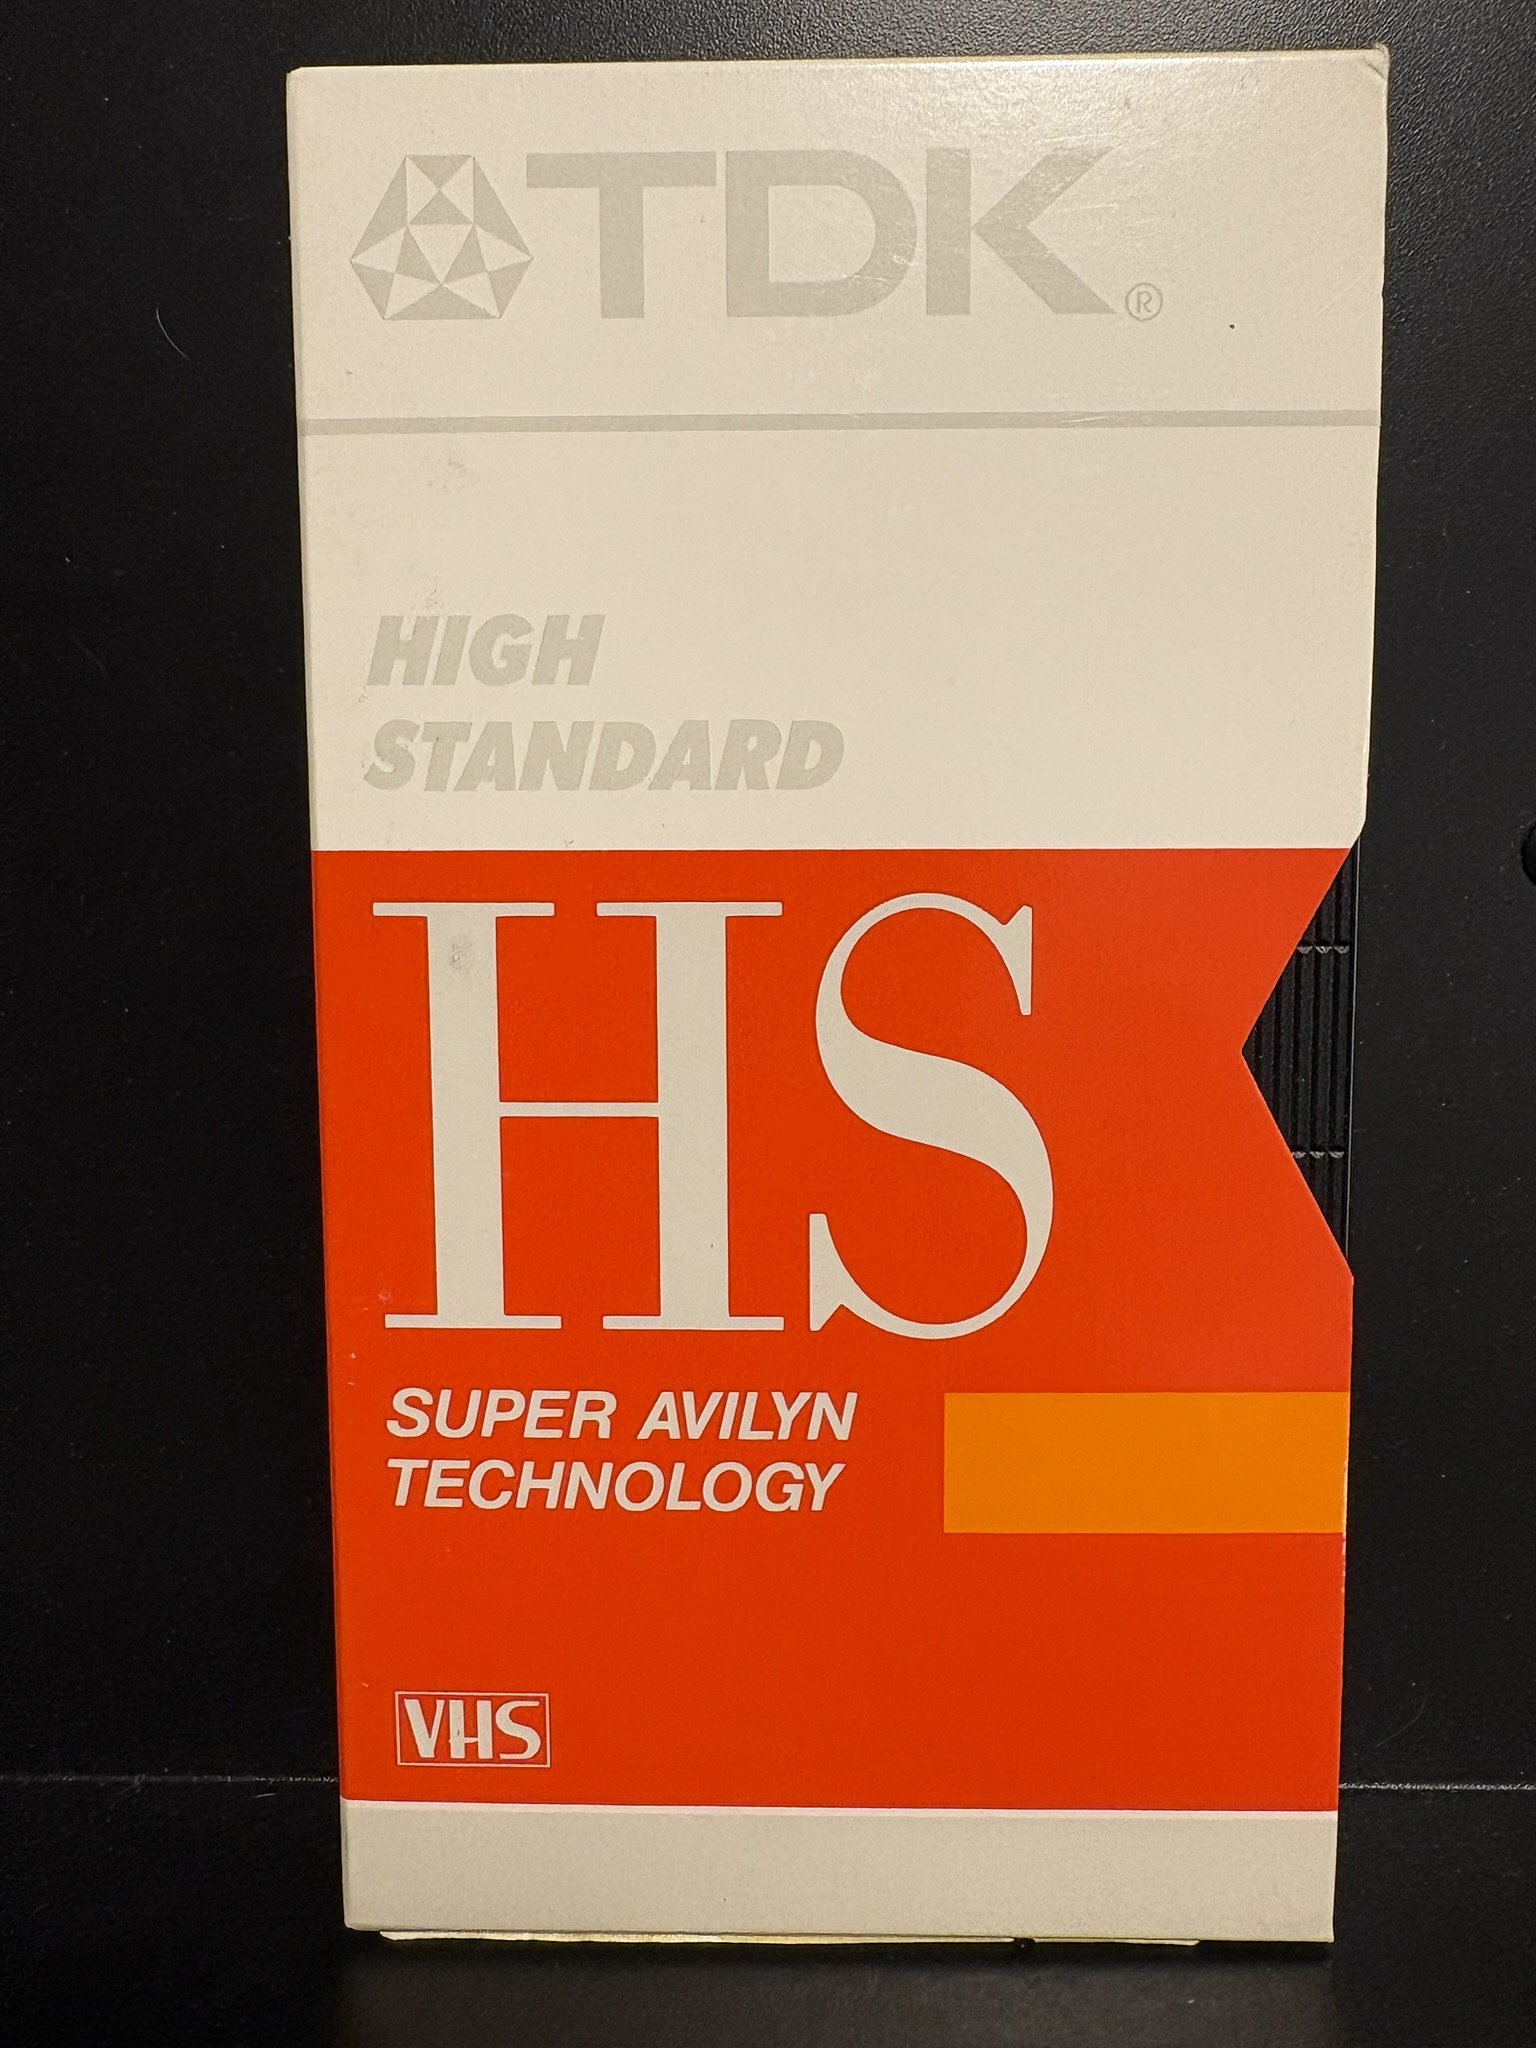 TDK®
HIGH
STANDARD
HS
SUPER AVILYN
TECHNOLOGY
VHS